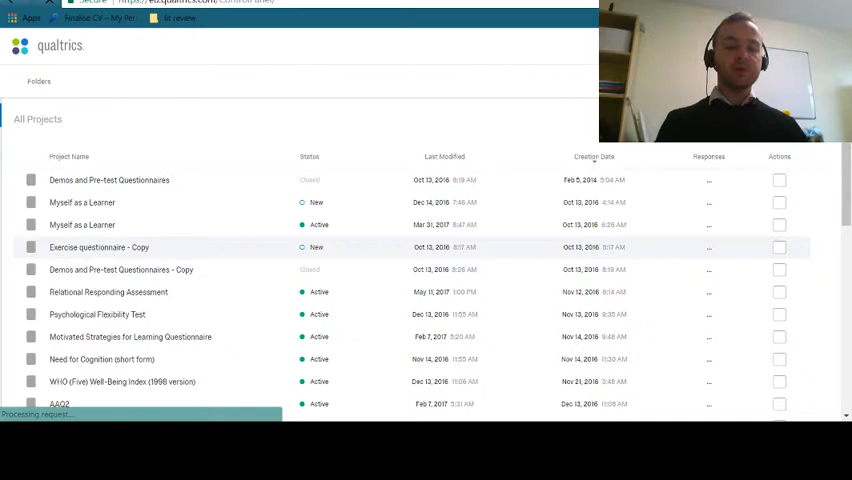 Secure https://eu.qualtrics.com/ControlPanel/
Apps Finalise CV – My Per lit review
qualtrics.
Folders
All Projects
Project Name Status Last Modified Creation Date Responses Actions
Demos and Pre-test Questionnaires Closed Oct 13, 2016 8:19 AM Feb 5, 2014 5:04 AM ...
Myself as a Learner New Dec 14, 2016 7:46 AM Oct 13, 2016 4:14 AM ...
Myself as a Learner Active Mar 31, 2017 8:47 AM Oct 13, 2016 6:26 AM ...
Exercise questionnaire - Copy New Oct 13, 2016 8:17 AM Oct 13, 2016 8:17 AM ...
Demos and Pre-test Questionnaires - Copy Closed Oct 13, 2016 8:26 AM Oct 13, 2016 8:19 AM ...
Relational Responding Assessment Active May 11, 2017 1:00 PM Nov 12, 2016 6:14 AM ...
Psychological Flexibility Test Active Dec 13, 2016 11:55 AM Nov 13, 2016 9:35 AM ...
Motivated Strategies for Learning Questionnaire Active Feb 7, 2017 5:20 AM Nov 14, 2016 9:48 AM ...
Need for Cognition (short form) Active Nov 14, 2016 11:55 AM Nov 14, 2016 11:30 AM ...
WHO (Five) Well-Being Index (1998 version) Active Dec 13, 2016 11:06 AM Nov 21, 2016 3:48 AM ...
AAQ2 Active Feb 7, 2017 5:31 AM Dec 13, 2016 11:08 AM ...
Processing request...